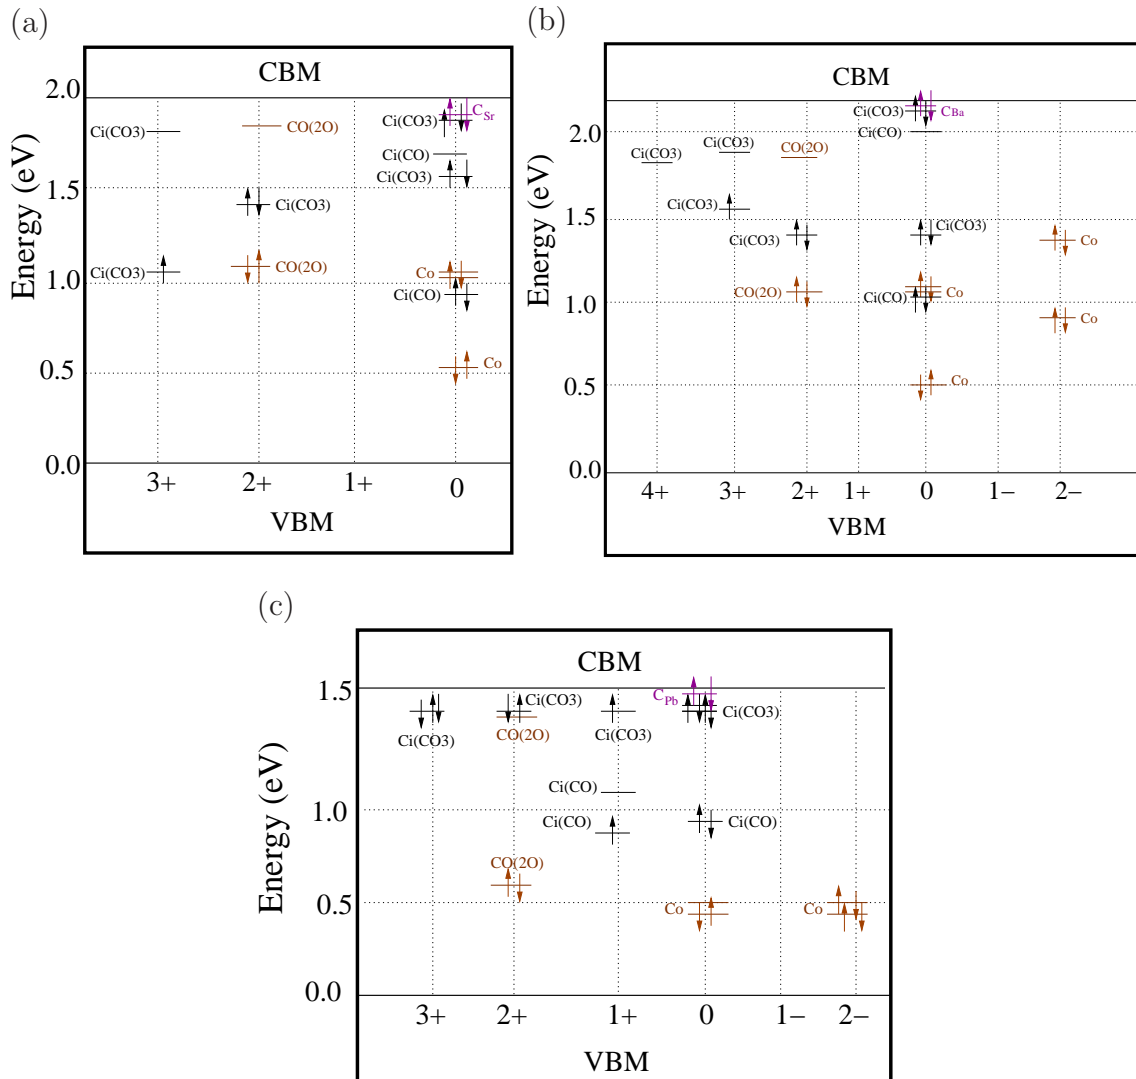 (a)
CBM
Energy (eV)
2.0
1.5
1.0
0.5
0.0
Ci(CO3)
CO(2O)
Ci(CO3)
CSr
Ci(CO)
Ci(CO3)
Ci(CO3)
Ci(CO3)
CO(2O)
Co
Ci(CO)
Co
3+ 2+ 1+ 0
VBM
(b)
CBM
Energy (eV)
2.0
1.5
1.0
0.5
0.0
Ci(CO3)
CBa
Ci(CO)
Ci(CO3)
Ci(CO3)
CO(2O)
Ci(CO3)
Ci(CO3)
Ci(CO3)
Co
CO(2O)
Co
Ci(CO)
Co
Co
4+ 3+ 2+ 1+ 0 1− 2−
VBM
(c)
CBM
Energy (eV)
1.5
1.0
0.5
0.0
CPb
Ci(CO3)
Ci(CO3)
Ci(CO3)
CO(2O)
Ci(CO3)
Ci(CO)
Ci(CO)
Ci(CO)
CO(2O)
Co
Co
3+ 2+ 1+ 0 1− 2−
VBM